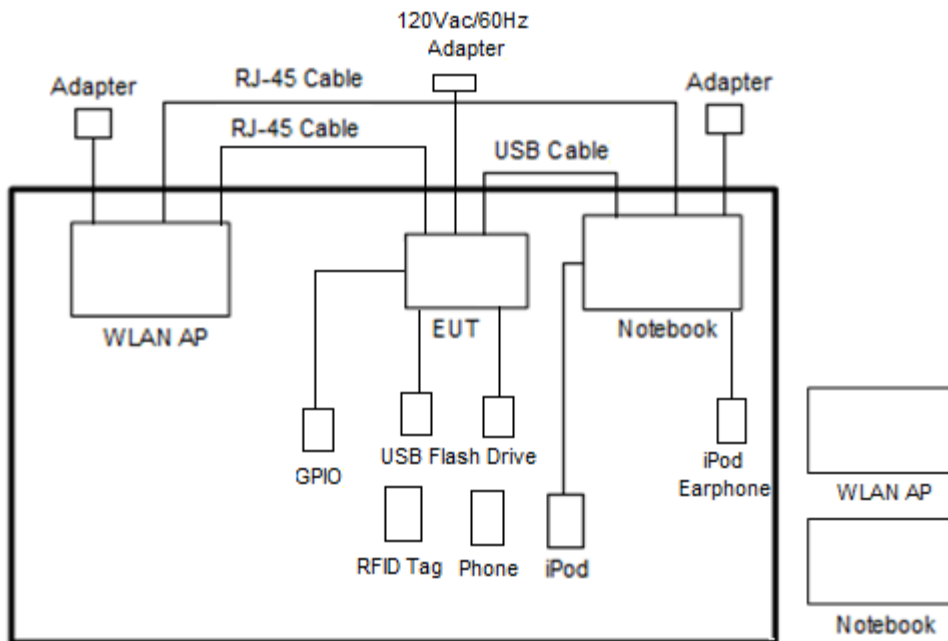 120Vac/60Hz
Adapter
Adapter
RJ-45 Cable
Adapter
RJ-45 Cable
USB Cable
WLAN AP
EUT
Notebook
GPIO
USB Flash Drive
iPod
Earphone
WLAN AP
RFID Tag
Phone
iPod
Notebook